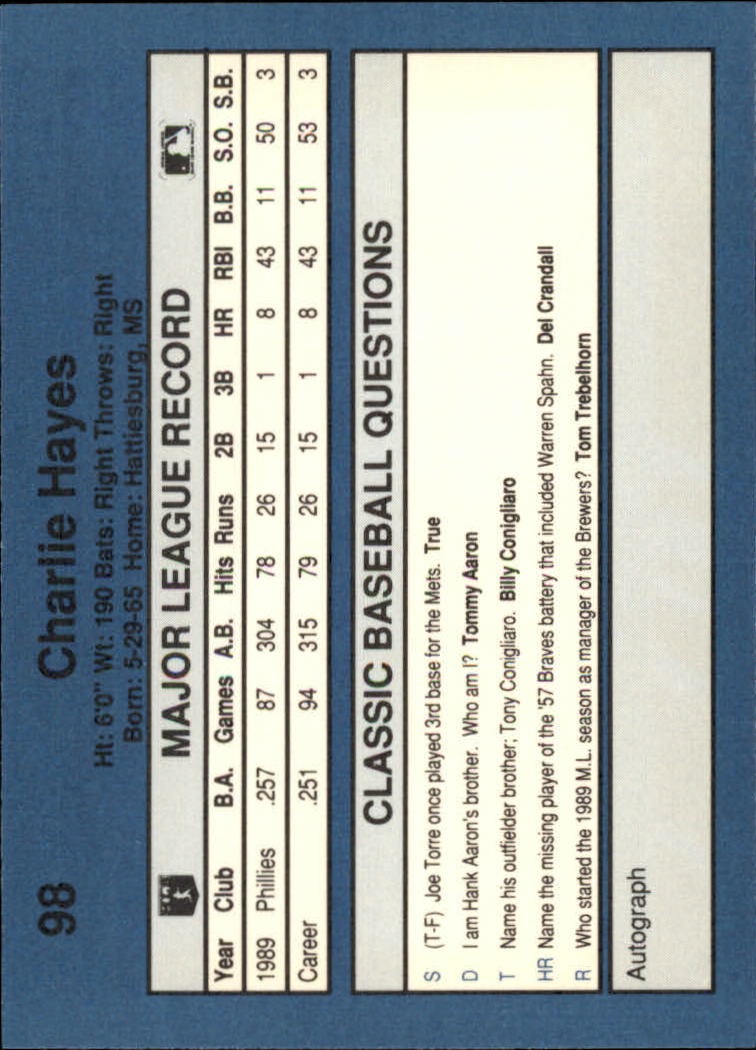 98 Charlie Hayes
Ht: 6'0" Wt: 190 Bats: Right Throws: Right
Born: 5-29-65 Home: Hattiesburg, MS
MAJOR LEAGUE RECORD
Year Club B.A. Games A.B. Hits Runs 2B 3B HR RBI B.B. S.O. S.B.
1989 Phillies .257 87 304 78 26 15 1 8 43 11 50 3
Career .251 94 315 79 26 15 1 8 43 11 53 3
CLASSIC BASEBALL QUESTIONS
S (T-F) Joe Torre once played 3rd base for the Mets. True
D I am Hank Aaron's brother. Who am I? Tommy Aaron
T Name his outfielder brother; Tony Conigliaro. Billy Conigliaro
HR Name the missing player of the '57 Braves battery that included Warren Spahn. Del Crandall
R Who started the 1989 M.L. season as manager of the Brewers? Tom Trebelhorn
Autograph